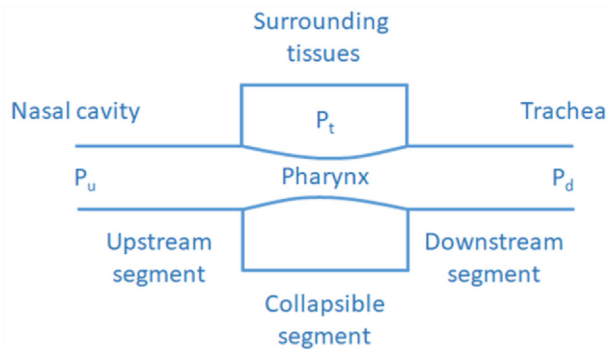 Surrounding
tissues
Nasal cavity
Pt
Trachea
Pu
Pharynx
Pd
Upstream
segment
Downstream
segment
Collapsible
segment